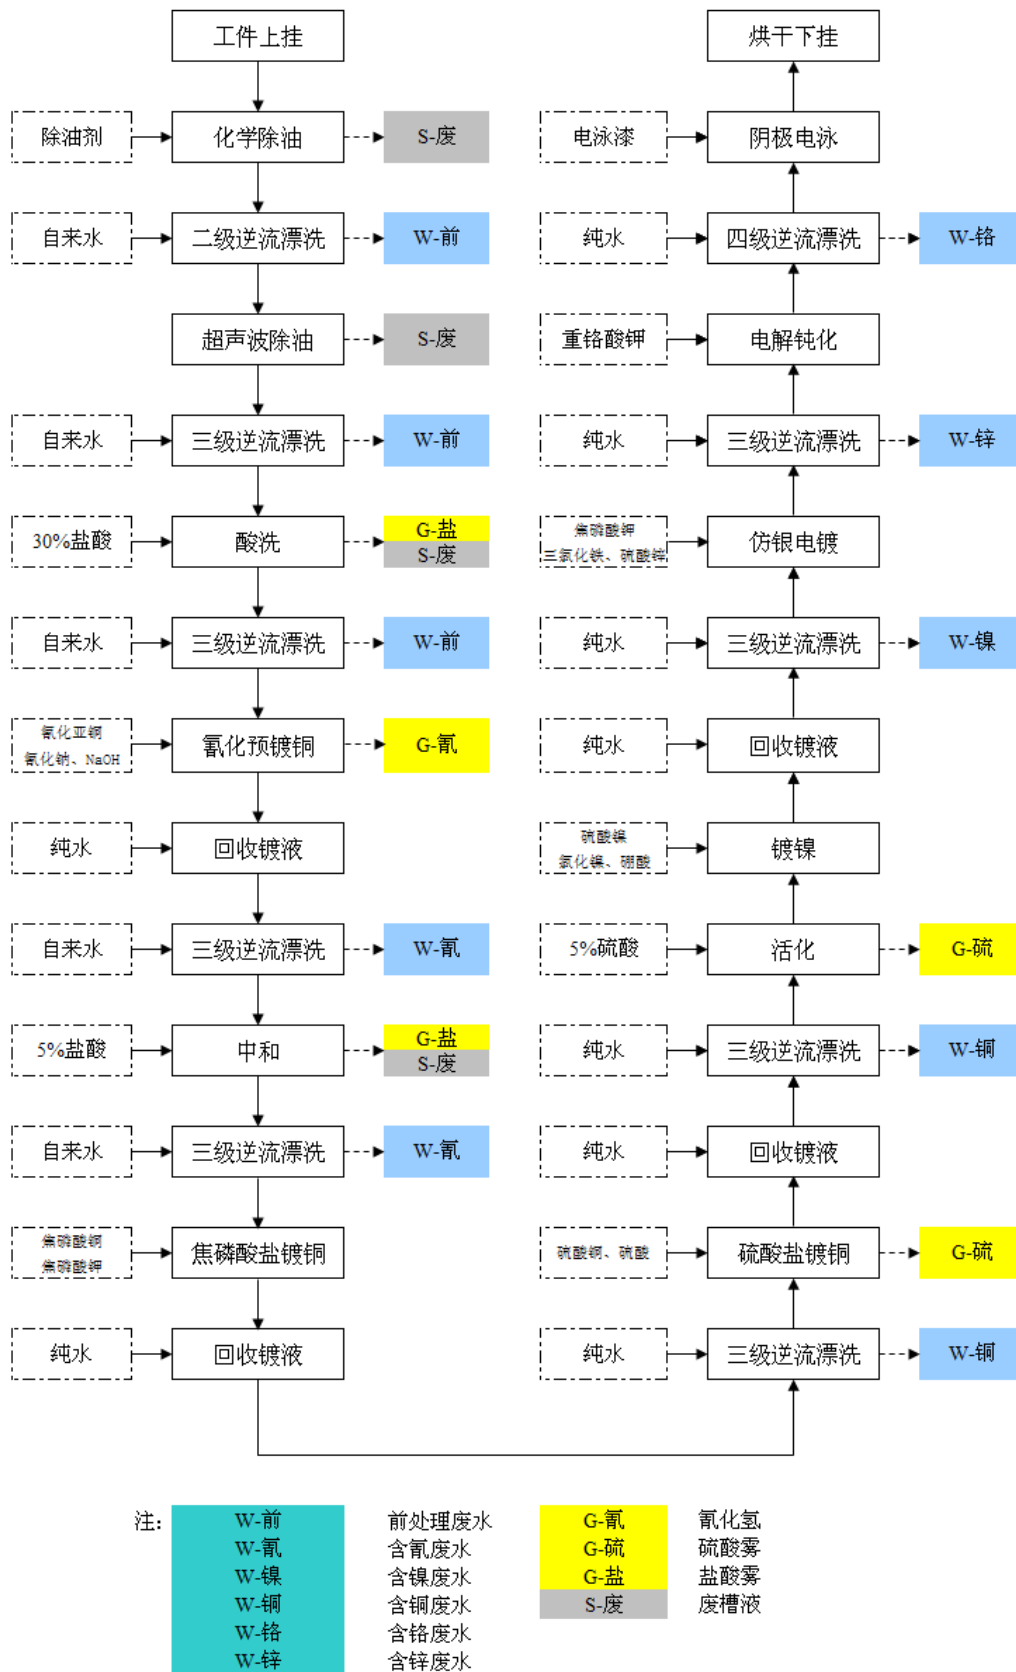 工件上挂
除油剂
化学除油
S-废
自来水
二级逆流漂洗
W-前
超声波除油
S-废
自来水
三级逆流漂洗
W-前
30%盐酸
酸洗
G-盐
S-废
自来水
三级逆流漂洗
W-前
氰化亚铜
氰化钠、NaOH
氰化预镀铜
G-氰
纯水
回收镀液
自来水
三级逆流漂洗
W-氰
5%盐酸
中和
G-盐
S-废
自来水
三级逆流漂洗
W-氰
焦磷酸铜
焦磷酸钾
焦磷酸盐镀铜
纯水
回收镀液
烘干下挂
电泳漆
阴极电泳
纯水
四级逆流漂洗
W-铬
重铬酸钾
电解钝化
纯水
三级逆流漂洗
W-锌
焦磷酸钾
三氯化铁、硫酸锌
仿银电镀
纯水
三级逆流漂洗
W-镍
纯水
回收镀液
硫酸镍
氯化镍、硼酸
镀镍
5%硫酸
活化
G-硫
纯水
三级逆流漂洗
W-铜
纯水
回收镀液
硫酸铜、硫酸
硫酸盐镀铜
G-硫
纯水
三级逆流漂洗
W-铜
注:
W-前 前处理废水
W-氰 含氰废水
W-镍 含镍废水
W-铜 含铜废水
W-铬 含铬废水
W-锌 含锌废水
G-氰 氰化氢
G-硫 硫酸雾
G-盐 盐酸雾
S-废 废槽液